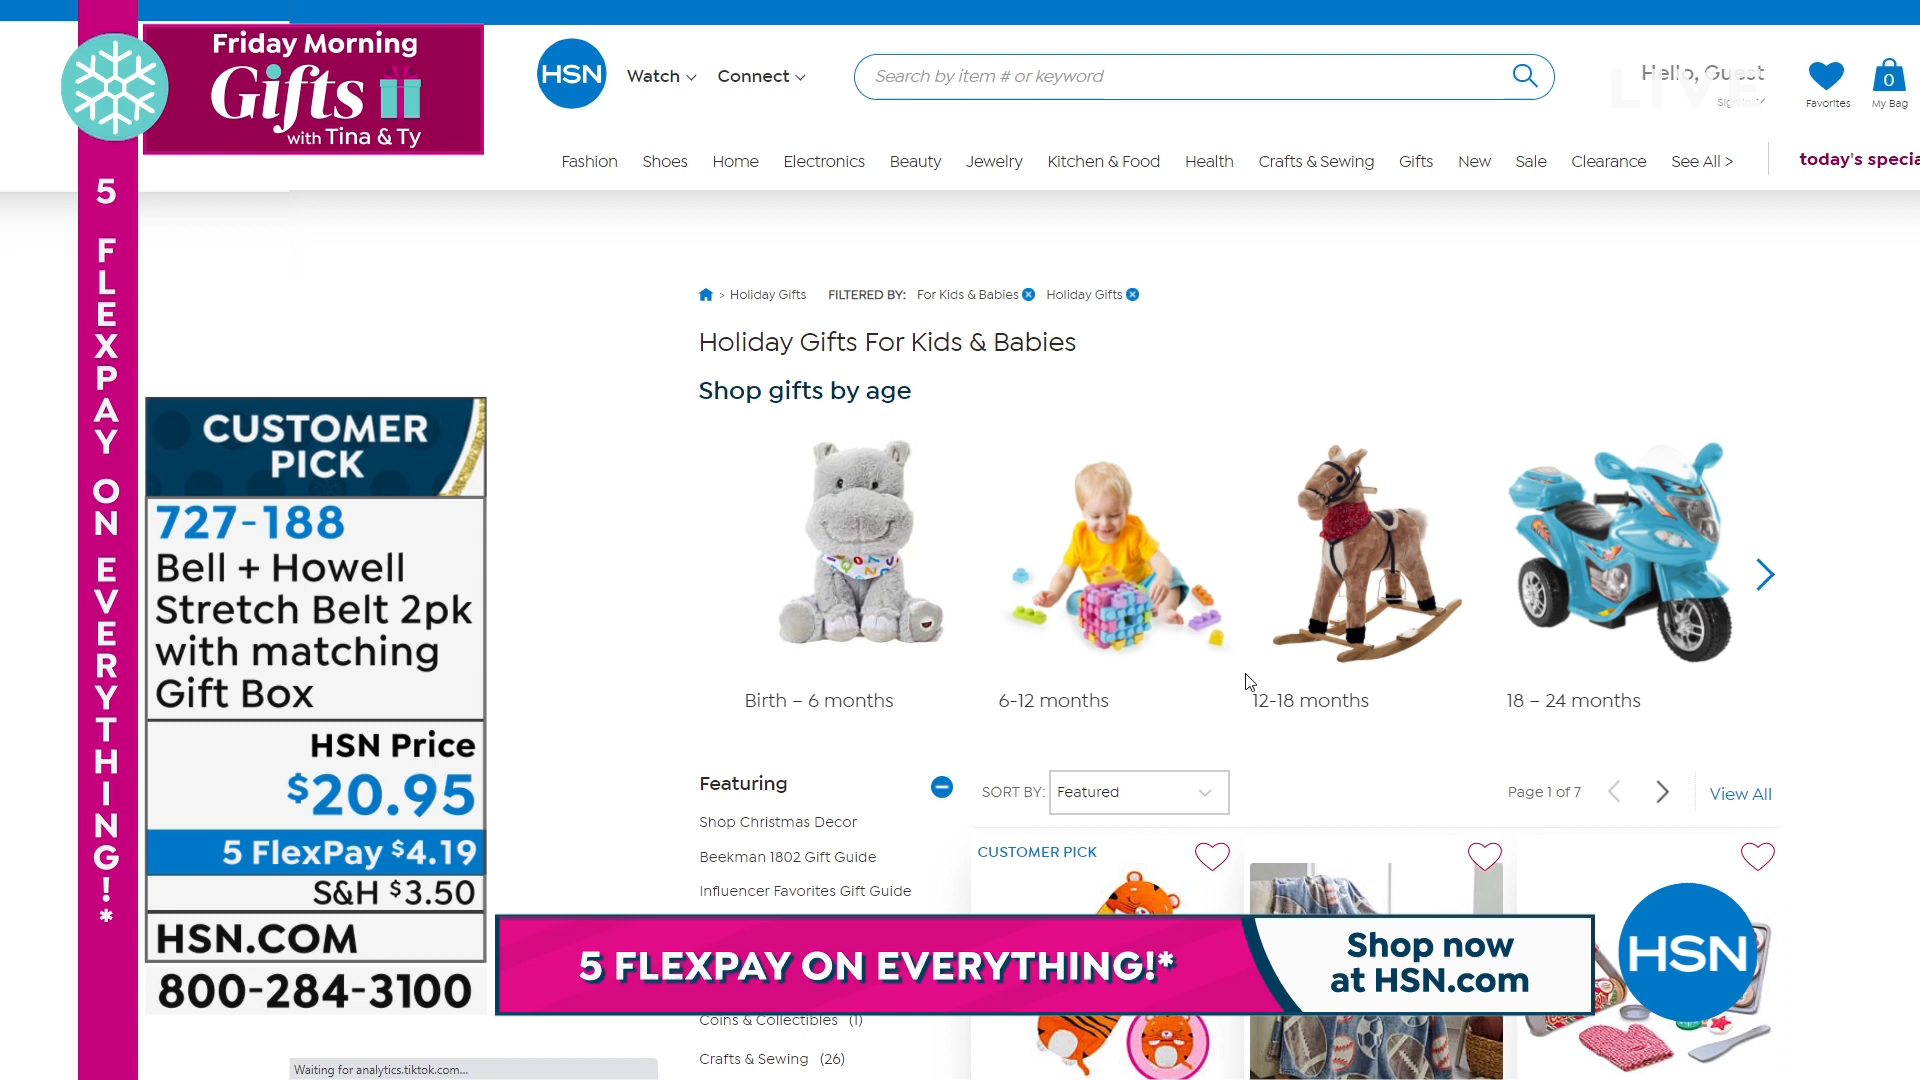 Friday Morning
Gifts
with Tina & Ty
5 FLEXPAY ON EVERYTHING!*
HSN
Watch
Connect
Search by item # or keyword
Hello, Guest
LIVE
Favorites
0
My Bag
Fashion
Shoes
Home
Electronics
Beauty
Jewelry
Kitchen & Food
Health
Crafts & Sewing
Gifts
New
Sale
Clearance
See All >
today's specia
> Holiday Gifts
FILTERED BY:
For Kids & Babies
Holiday Gifts
Holiday Gifts For Kids & Babies
Shop gifts by age
Birth – 6 months
6-12 months
12-18 months
18 – 24 months
CUSTOMER
PICK
727-188
Bell + Howell
Stretch Belt 2pk
with matching
Gift Box
HSN Price
$20.95
5 FlexPay $4.19
S&H $3.50
HSN.COM
800-284-3100
Featuring
Shop Christmas Decor
Beekman 1802 Gift Guide
Influencer Favorites Gift Guide
Coins & Collectibles (1)
Crafts & Sewing (26)
SORT BY:
Featured
Page 1 of 7
View All
CUSTOMER PICK
5 FLEXPAY ON EVERYTHING!*
Shop now
at HSN.com
HSN
Waiting for analytics.tiktok.com...